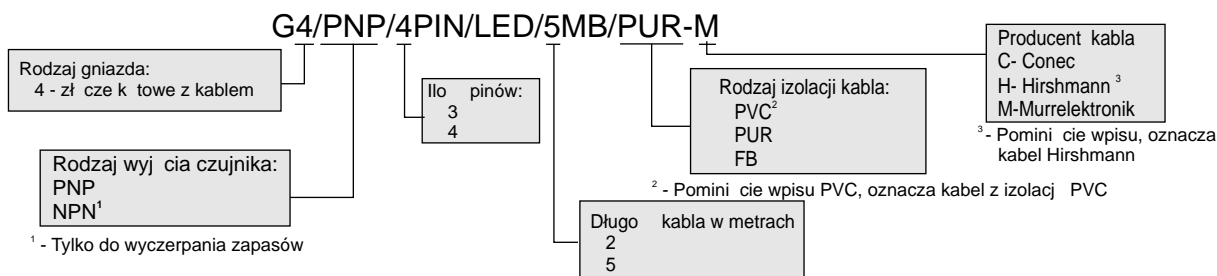 G4/PNP/4PIN/LED/5MB/PUR-M
Rodzaj gniazda:
4 - zł cze k towe z kablem
Rodzaj wyj cia czujnika:
PNP
NPN¹
¹ - Tylko do wyczerpania zapasów
Ilo pinów:
3
4
Długo kabla w metrach
2
5
Rodzaj izolacji kabla:
PVC²
PUR
FB
² - Pomini cie wpisu PVC, oznacza kabel z izolacj PVC
Producent kabla
C- Conec
H- Hirshmann ³
M-Murrelektronik
³ - Pomini cie wpisu, oznacza
kabel Hirshmann